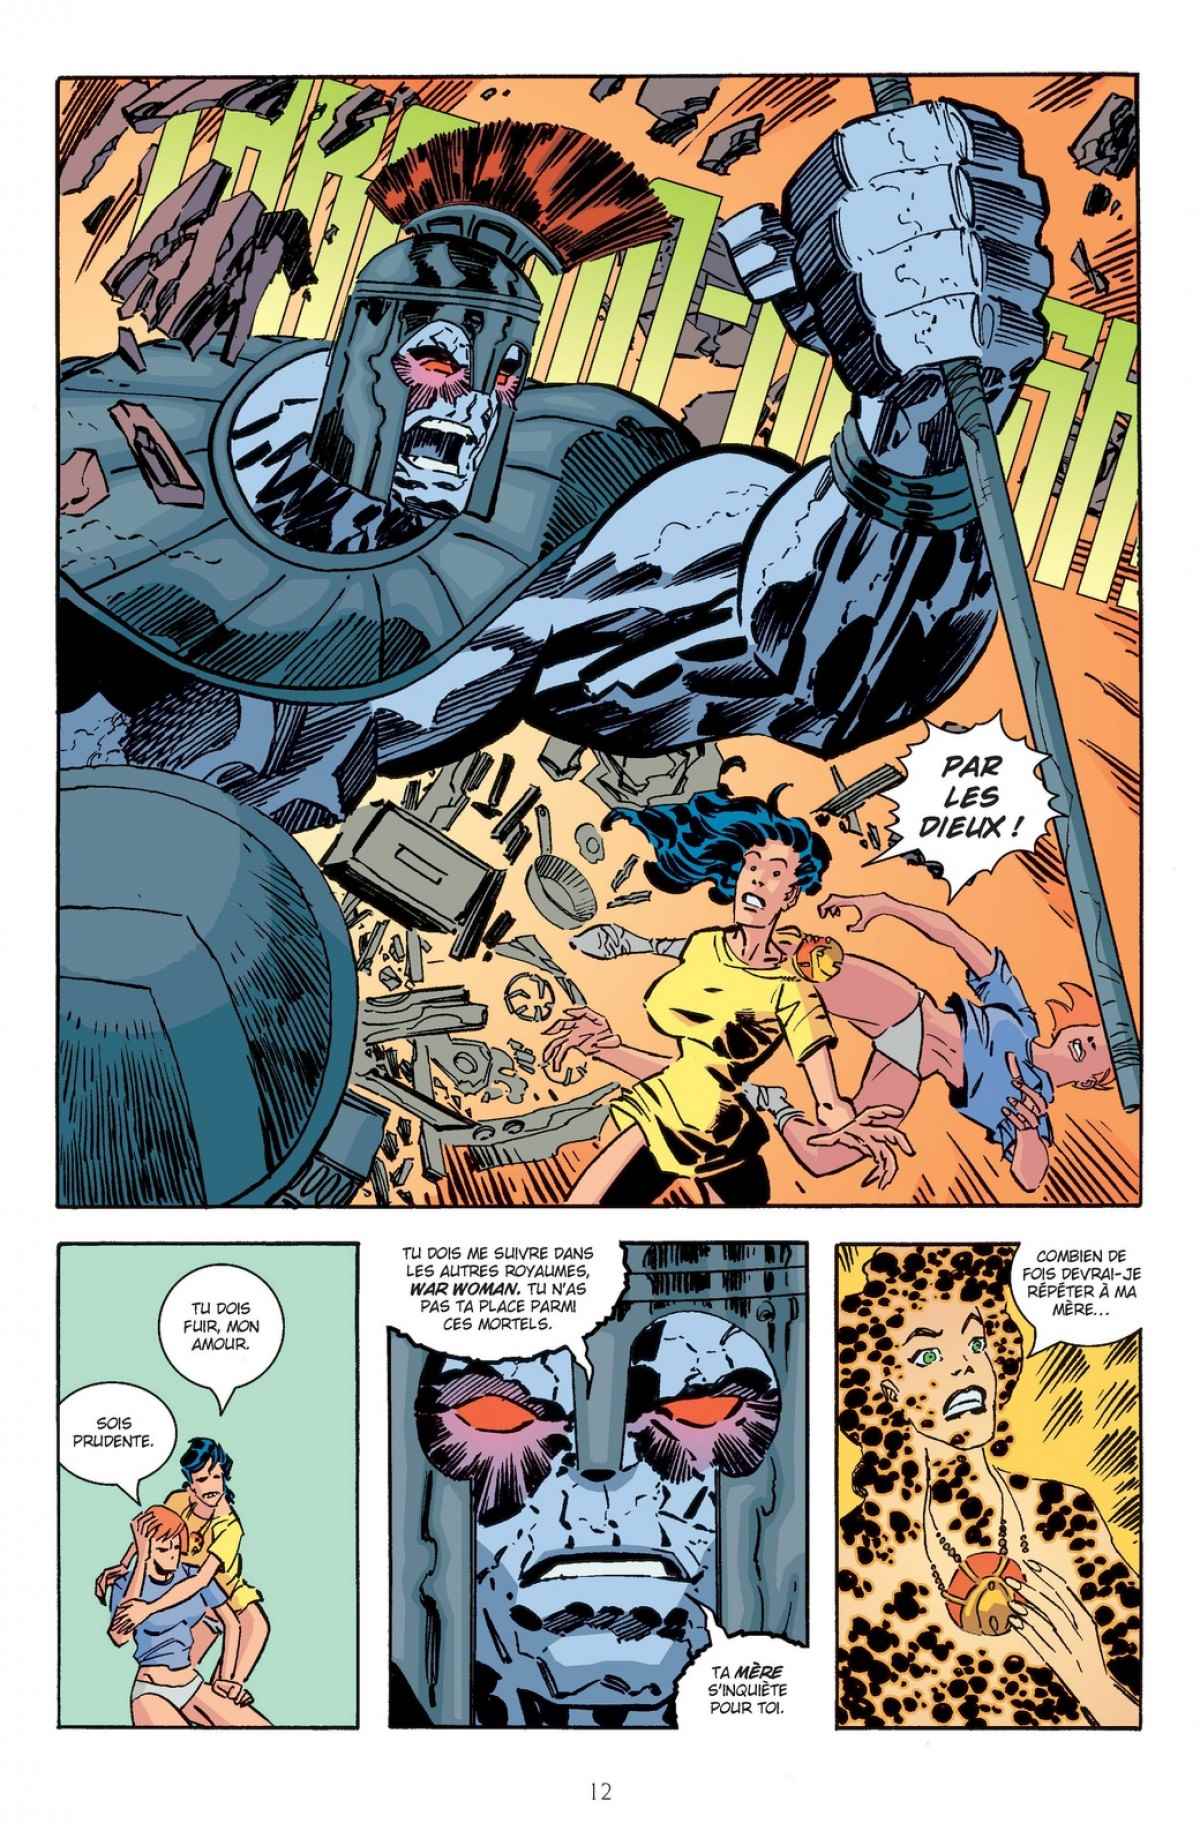 PAR
LES
DIEUX !
TU DOIS
FUIR, MON
AMOUR.
SOIS
PRUDENTE.
TU DOIS ME SUIVRE DANS
LES AUTRES ROYAUMES,
WAR WOMAN. TU N'AS
PAS TA PLACE PARMI
CES MORTELS.
TA MÈRE
S'INQUIÈTE
POUR TOI.
COMBIEN DE
FOIS DEVRAI-JE
RÉPÉTER À MA
MÈRE...
12